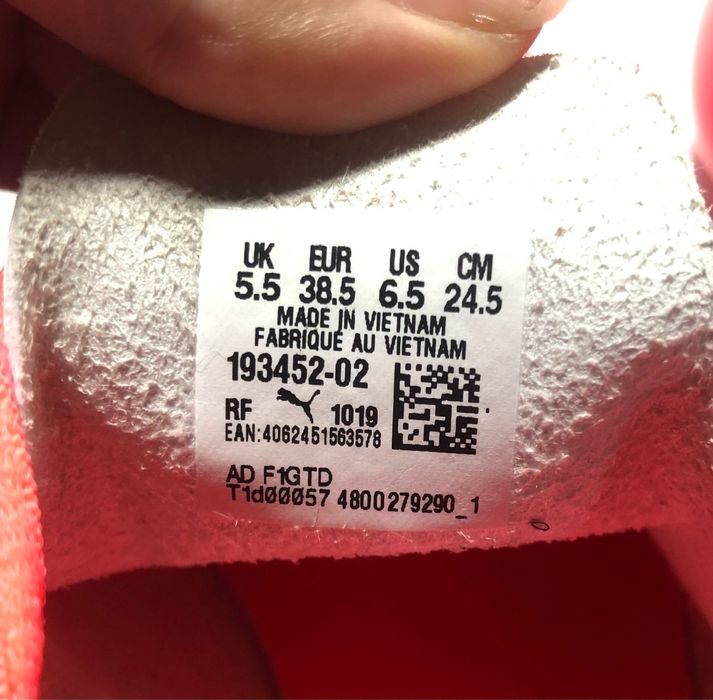 UK EUR US CM
5.5 38.5 6.5 24.5
MADE IN VIETNAM
FABRIQUÉ AU VIETNAM
193452-02
RF 1019
EAN:4062451563578
AD F1GTD
T1d00057 4800279290_1